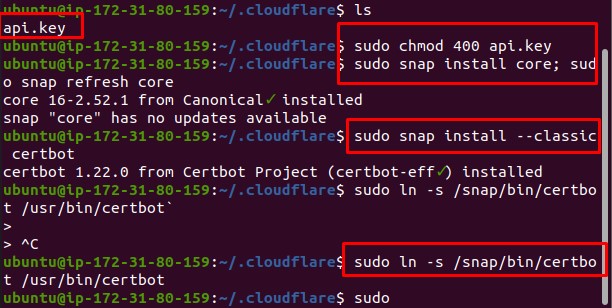 ubuntu@ip-172-31-80-159:~/.cloudflare$ ls
api.key
ubuntu@ip-172-31-80-159:~/.cloudflare$ sudo chmod 400 api.key
ubuntu@ip-172-31-80-159:~/.cloudflare$ sudo snap install core; sud
o snap refresh core
core 16-2.52.1 from Canonical✓ installed
snap "core" has no updates available
ubuntu@ip-172-31-80-159:~/.cloudflare$ sudo snap install --classic
 certbot
certbot 1.22.0 from Certbot Project (certbot-eff✓) installed
ubuntu@ip-172-31-80-159:~/.cloudflare$ sudo ln -s /snap/bin/certbo
t /usr/bin/certbot`
>
> ^C
ubuntu@ip-172-31-80-159:~/.cloudflare$ sudo ln -s /snap/bin/certbo
t /usr/bin/certbot
ubuntu@ip-172-31-80-159:~/.cloudflare$ sudo